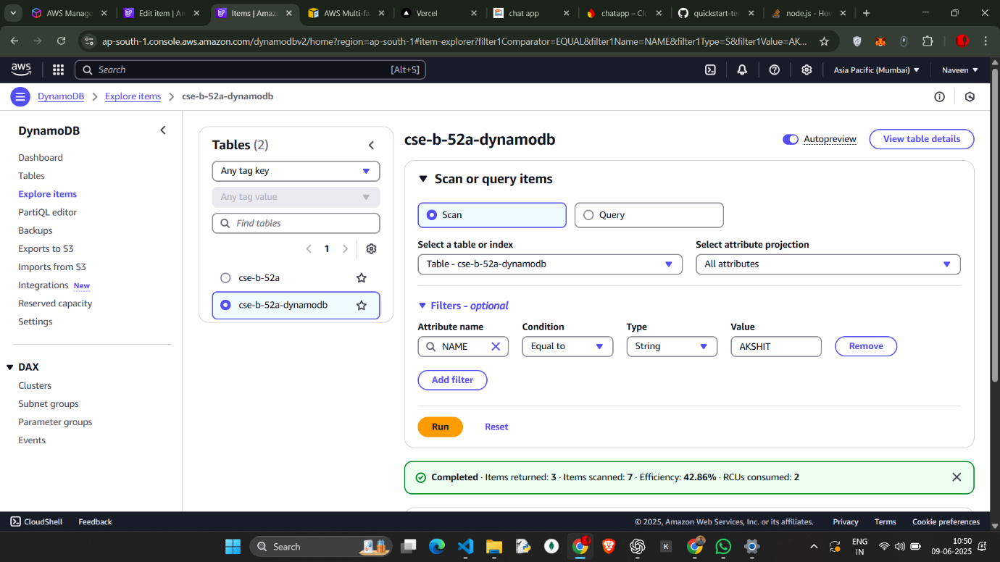 AWS Manage
Edit item | A
Items | Amaz
AWS Multi-fa
Vercel
chat app
chatapp – Clo
quickstart-te
node.js - Hov
ap-south-1.console.aws.amazon.com/dynamodbv2/home?region=ap-south-1#item-explorer?filter1Comparator=EQUAL&filter1Name=NAME&filter1Type=S&filter1Value=AK...
aws
Search
[Alt+S]
Asia Pacific (Mumbai)
Naveen
DynamoDB
Explore items
cse-b-52a-dynamodb
DynamoDB
Dashboard
Tables
Explore items
PartiQL editor
Backups
Exports to S3
Imports from S3
Integrations New
Reserved capacity
Settings
DAX
Clusters
Subnet groups
Parameter groups
Events
Tables (2)
Any tag key
Any tag value
Find tables
1
cse-b-52a
cse-b-52a-dynamodb
cse-b-52a-dynamodb
Autopreview
View table details
Scan or query items
Scan
Query
Select a table or index
Select attribute projection
Table - cse-b-52a-dynamodb
All attributes
Filters - optional
Attribute name
Condition
Type
Value
NAME
Equal to
String
AKSHIT
Remove
Add filter
Run
Reset
Completed · Items returned: 3 · Items scanned: 7 · Efficiency: 42.86% · RCUs consumed: 2
CloudShell
Feedback
© 2025, Amazon Web Services, Inc. or its affiliates.
Privacy
Terms
Cookie preferences
Search
K
ENG
IN
10:50
09-06-2025